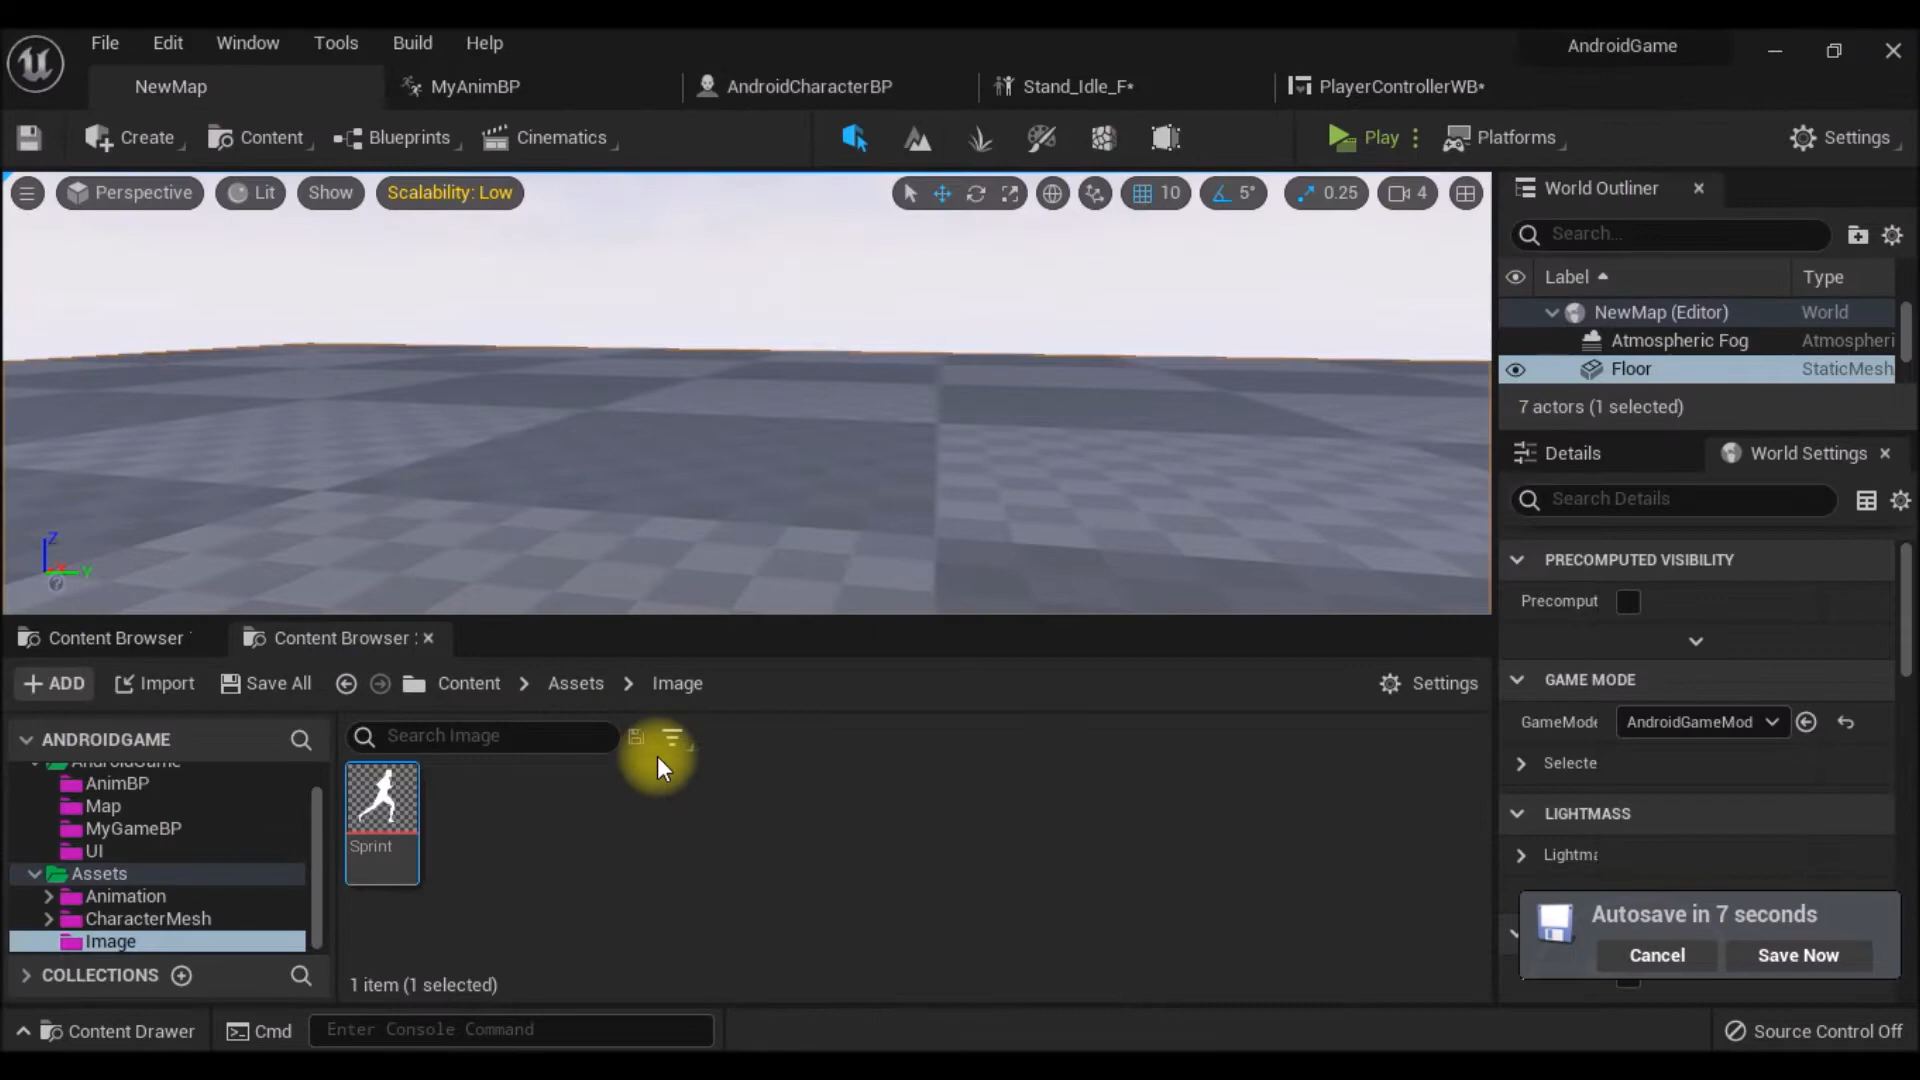 File Edit Window Tools Build Help
AndroidGame
NewMap MyAnimBP AndroidCharacterBP Stand_Idle_F* PlayerControllerWB*
Create Content Blueprints Cinematics Play Platforms Settings
Perspective Lit Show Scalability: Low 10 5° 0.25 4
World Outliner
Search...
Label Type
NewMap (Editor) World
Atmospheric Fog Atmospheri
Floor StaticMesh
7 actors (1 selected)
Details World Settings
Search Details
PRECOMPUTED VISIBILITY
Precomput
GAME MODE
GameMode AndroidGameMod
Selecte
LIGHTMASS
Lightma
Autosave in 7 seconds
Cancel Save Now
Z
X Y
Content Browser Content Browser
ADD Import Save All Content Assets Image Settings
ANDROIDGAME
Search Image
AndroidGame
AnimBP
Map
MyGameBP
UI
Assets
Animation
CharacterMesh
Image
COLLECTIONS
Sprint
1 item (1 selected)
Content Drawer Cmd Enter Console Command Source Control Off